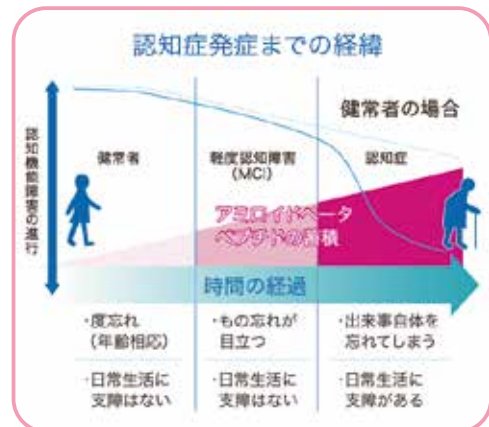 認知症発症までの経緯
認知機能障害の進行
健常者の場合
健常者
軽度認知障害
(MCI)
認知症
アミロイドベータ
ペプチドの蓄積
時間の経過
・度忘れ
(年齢相応)
・もの忘れが
目立つ
・出来事自体を
忘れてしまう
・日常生活に
支障はない
・日常生活に
支障はない
・日常生活に
支障がある